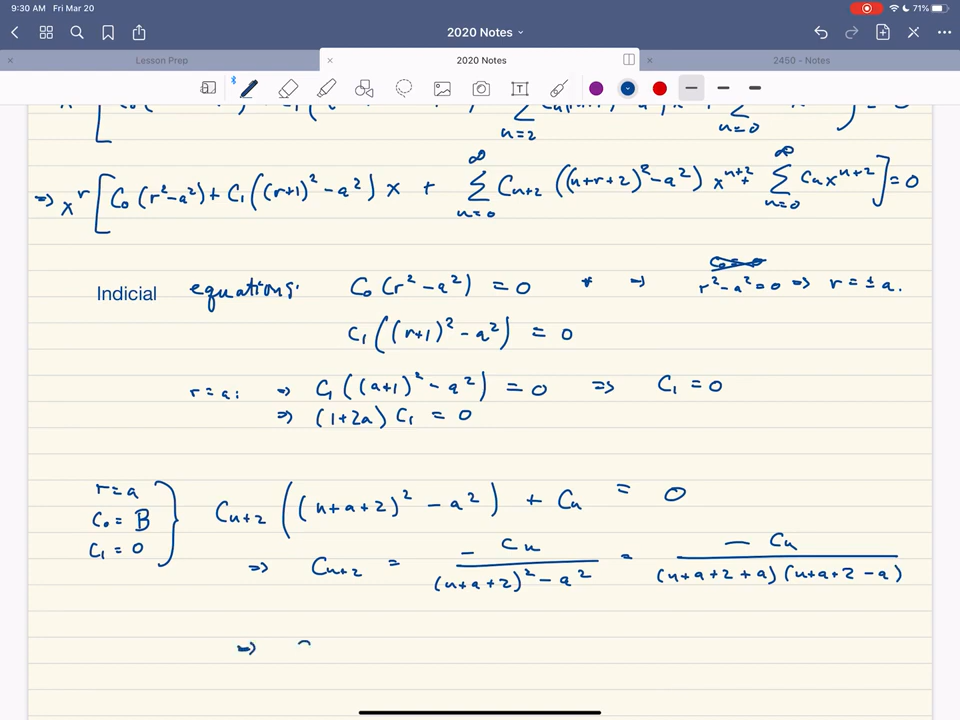 9:30 AM Fri Mar 20
71%
2020 Notes
Lesson Prep
2020 Notes
2450 - Notes
n=2
n=0
⇒ x^r [ C₀(r²-a²) + C₁((r+1)²-a²) x + ∑_{n=0}^{∞} C_{n+2} ((n+r+2)²-a²) x^{n+2} + ∑_{n=0}^{∞} C_n x^{n+2} ] = 0
Indicial equations: C₀(r²-a²) = 0 ⇒ r²-a²=0 ⇒ r = ± a.
C₁((r+1)²-a²) = 0
r = a: ⇒ C₁((a+1)²-a²) = 0 ⇒ C₁ = 0
⇒ (1+2a) C₁ = 0
r = a
C₀ = B
C₁ = 0
C_{n+2} ((n+a+2)² - a²) + C_n = 0
⇒ C_{n+2} = -C_n / ((n+a+2)² - a²) = -C_n / ((n+a+2+a)(n+a+2-a))
⇒